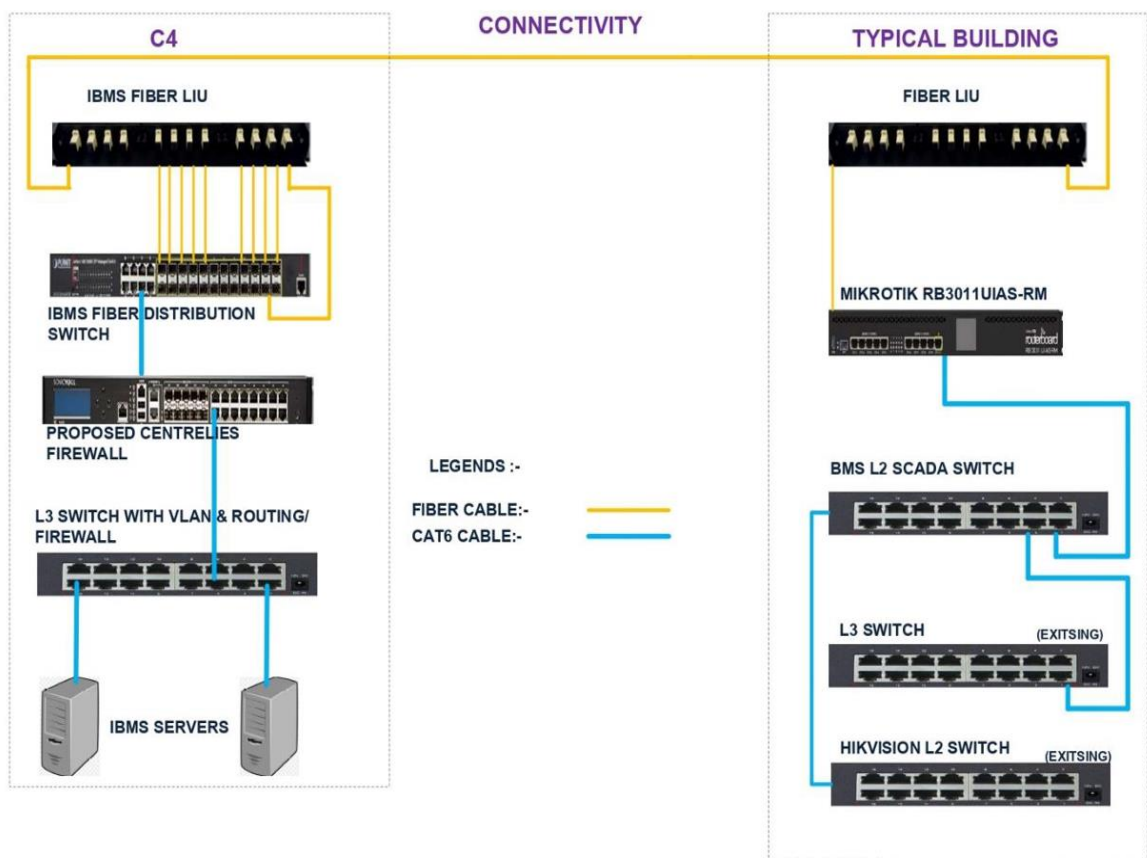 CONNECTIVITY
C4
IBMS FIBER LIU
IBMS FIBER DISTRIBUTION
SWITCH
PROPOSED CENTRELIES
FIREWALL
L3 SWITCH WITH VLAN & ROUTING/
FIREWALL
IBMS SERVERS
LEGENDS :-
FIBER CABLE:-
CAT6 CABLE:-
TYPICAL BUILDING
FIBER LIU
MIKROTIK RB3011UIAS-RM
BMS L2 SCADA SWITCH
L3 SWITCH
(EXITSING)
HIKVISION L2 SWITCH
(EXITSING)